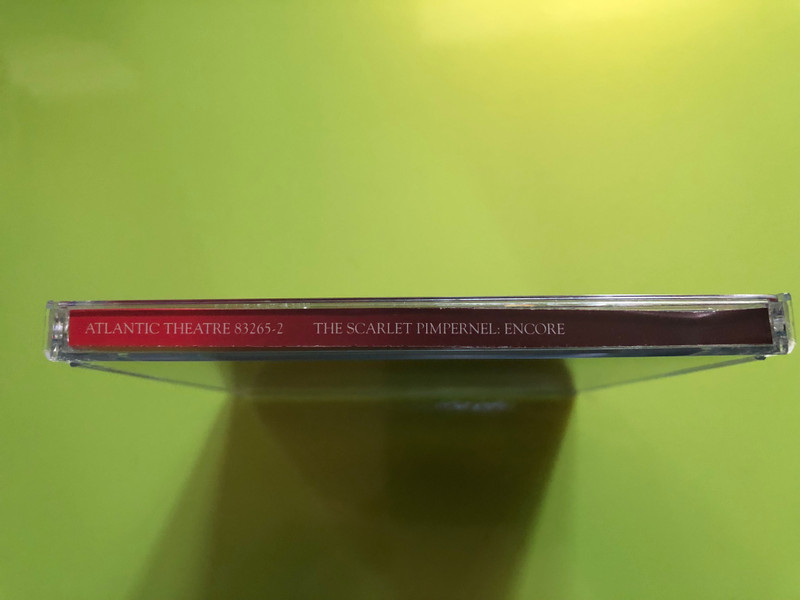 ATLANTIC THEATRE 83265-2 THE SCARLET PIMPERNEL: ENCORE